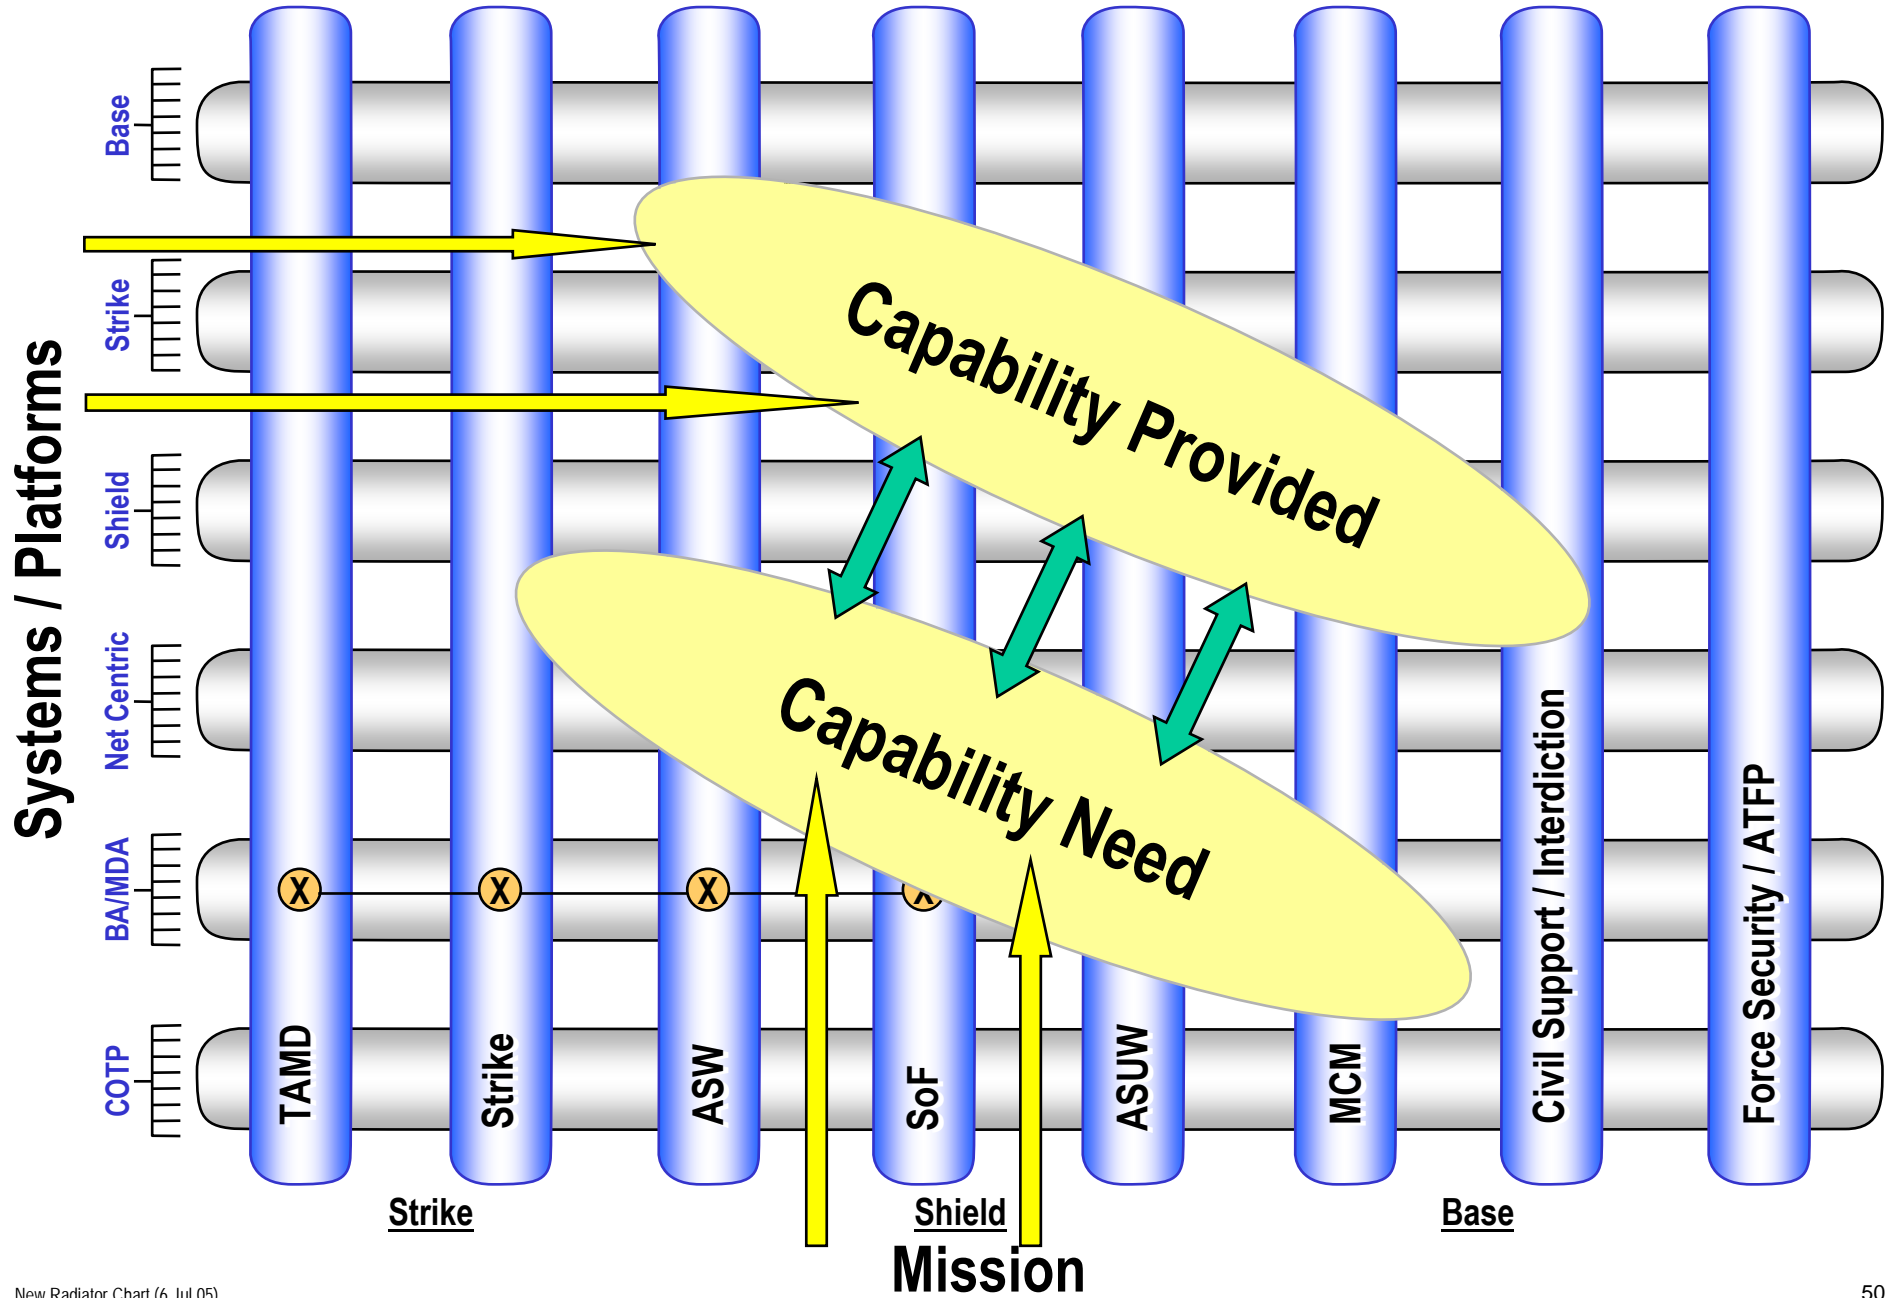 Systems / Platforms
Base
Strike
Shield
Net Centric
BA/MDA
COTP
Capability Provided
Capability Need
X
X
X
X
TAMD
Strike
ASW
SoF
ASUW
MCM
Civil Support / Interdiction
Force Security / ATFP
Strike
Shield
Base
Mission
New Radiator Chart (6 Jul 05)
50